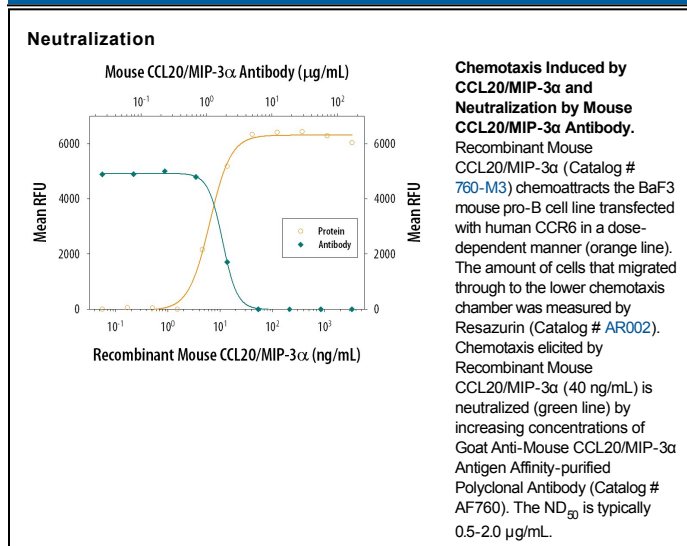 Neutralization
Mouse CCL20/MIP-3α Antibody (μg/mL)
10⁻¹ 10⁰ 10¹ 10²
6000 6000
4000 4000
2000 2000
0 0
Mean RFU
Mean RFU
Protein
Antibody
10⁻¹ 10⁰ 10¹ 10² 10³
Recombinant Mouse CCL20/MIP-3α (ng/mL)
Chemotaxis Induced by
CCL20/MIP-3α and
Neutralization by Mouse
CCL20/MIP-3α Antibody.
Recombinant Mouse
CCL20/MIP-3α (Catalog #
760-M3) chemoattracts the BaF3
mouse pro-B cell line transfected
with human CCR6 in a dose-
dependent manner (orange line).
The amount of cells that migrated
through to the lower chemotaxis
chamber was measured by
Resazurin (Catalog # AR002).
Chemotaxis elicited by
Recombinant Mouse
CCL20/MIP-3α (40 ng/mL) is
neutralized (green line) by
increasing concentrations of
Goat Anti-Mouse CCL20/MIP-3α
Antigen Affinity-purified
Polyclonal Antibody (Catalog #
AF760). The ND₅₀ is typically
0.5-2.0 µg/mL.